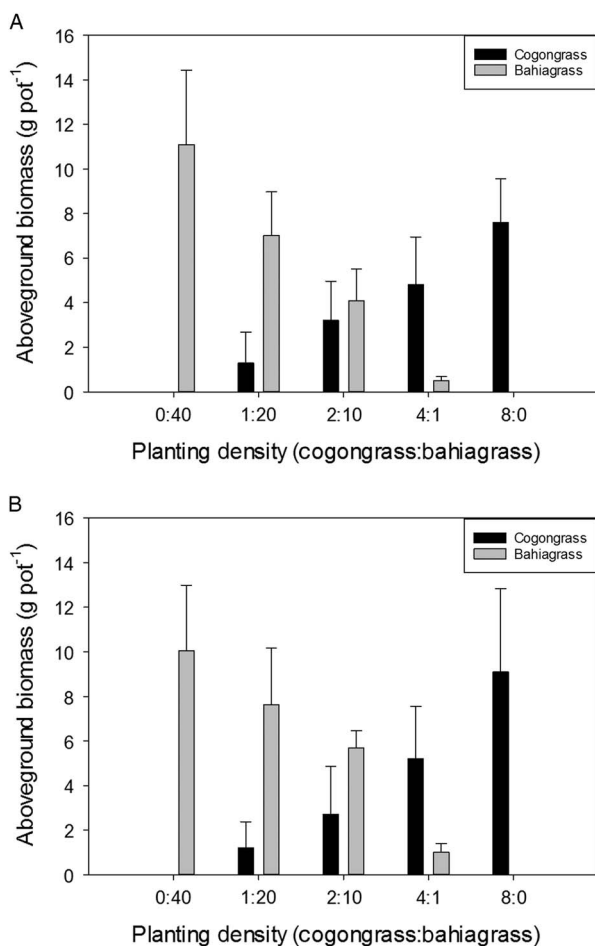 A
16
14
12
10
8
6
4
2
0
Aboveground biomass (g pot⁻¹)
Cogongrass
Bahiagrass
0:40 1:20 2:10 4:1 8:0
Planting density (cogongrass:bahiagrass)
B
16
14
12
10
8
6
4
2
0
Aboveground biomass (g pot⁻¹)
Cogongrass
Bahiagrass
0:40 1:20 2:10 4:1 8:0
Planting density (cogongrass:bahiagrass)